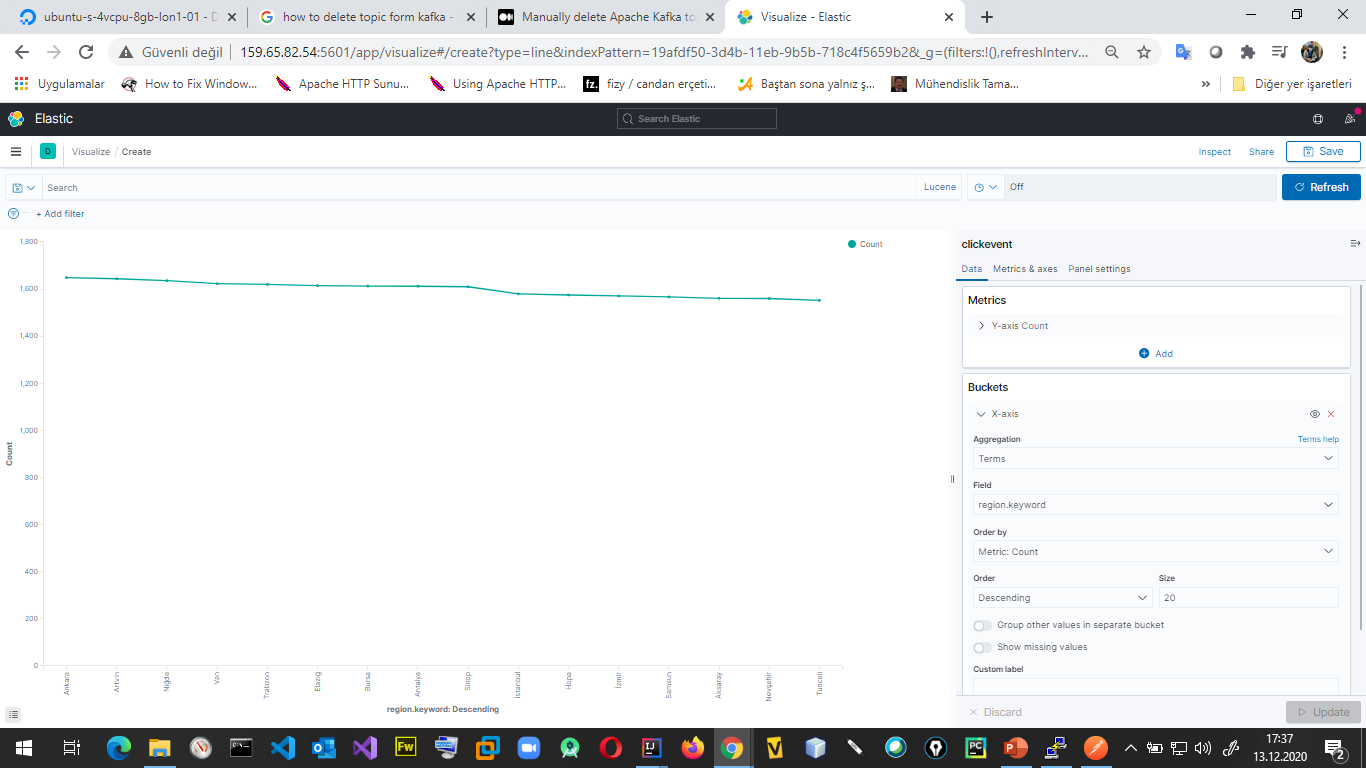 ubuntu-s-4vcpu-8gb-lon1-01 - D
how to delete topic form kafka -
Manually delete Apache Kafka to
Visualize - Elastic
Güvenli değil
159.65.82.54:5601/app/visualize#/create?type=line&indexPattern=19afdf50-3d4b-11eb-9b5b-718c4f5659b2&_g=(filters:!(),refreshInterv...
Uygulamalar
How to Fix Window...
Apache HTTP Sunu...
Using Apache HTTP...
fz.
fizy / candan erçeti...
Baştan sona yalnız ş...
Mühendislik Tama...
»
Diğer yer işaretleri
Elastic
Search Elastic
D
Visualize / Create
Inspect
Share
Save
Search
Lucene
Off
Refresh
+ Add filter
1,800
1,600
1,400
1,200
1,000
800
600
400
200
0
Count
Count
Ankara
Artvin
Niğde
Van
Trabzon
Elazığ
Bursa
Antalya
Sinop
İstanbul
Hopa
İzmir
Samsun
Aksaray
Nevşehir
Tunceli
region.keyword: Descending
clickevent
Data
Metrics & axes
Panel settings
Metrics
Y-axis Count
Add
Buckets
X-axis
Aggregation
Terms help
Terms
Field
region.keyword
Order by
Metric: Count
Order
Size
Descending
20
Group other values in separate bucket
Show missing values
Custom label
Discard
Update
Fw
IJ
V
PC
P
17:37
13.12.2020
2